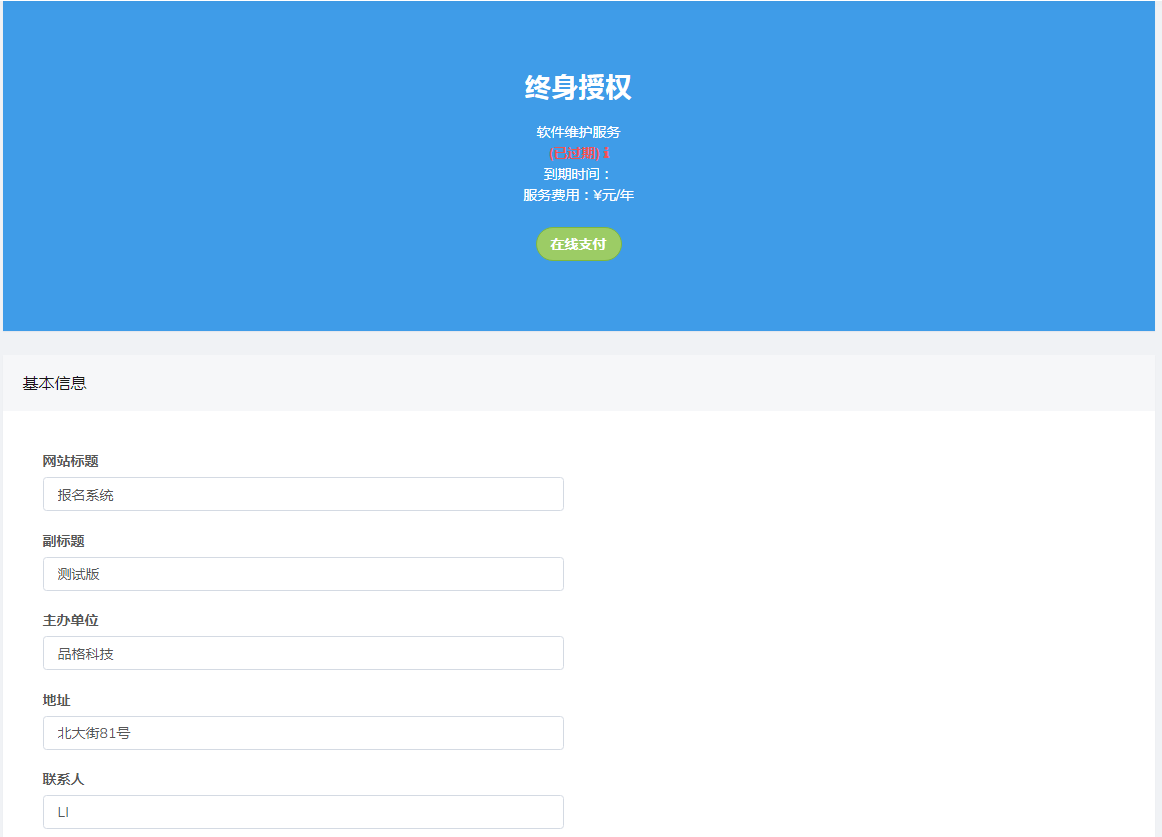 终身授权
软件维护服务
(已过期)
到期时间：
服务费用：¥元/年
在线支付
基本信息
网站标题
报名系统
副标题
测试版
主办单位
品格科技
地址
北大街81号
联系人
LI